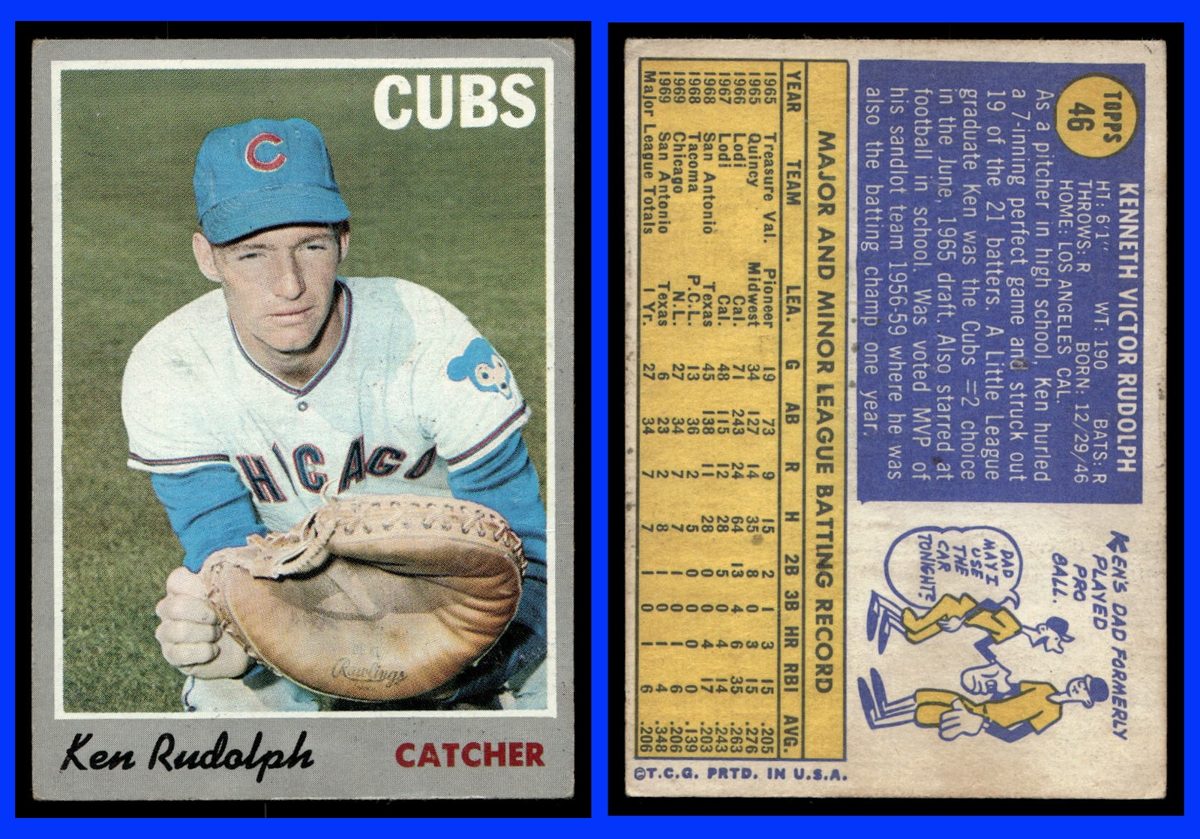 CUBS
C
CHICAGO
Rawlings
Ken Rudolph
CATCHER
TOPPS
46
KENNETH VICTOR RUDOLPH
HT: 6'1" WT: 190 BATS: R
THROWS: R BORN: 12/29/46
HOME: LOS ANGELES CAL.
As a pitcher in high school, Ken hurled
a 7-inning perfect game and struck out
19 of the 21 batters. A Little League
graduate Ken was the Cubs =2 choice
in the June, 1965 draft. Also starred at
football in school. Was voted MVP of
his sandlot team 1956-59 where he was
also the batting champ one year.
KEN'S DAD FORMERLY
PLAYED
PRO
BALL.
DAD
MAY I
USE
THE
CAR
TONIGHT?
MAJOR AND MINOR LEAGUE BATTING RECORD
YEAR TEAM LEA. G AB R H 2B 3B HR RBI AVG.
1965 Treasure Val. Pioneer 19 73 9 15 2 1 3 15 .205
1965 Quincy Midwest 34 127 14 35 8 0 3 15 .276
1966 Lodi Cal. 71 243 24 64 13 4 6 35 .263
1967 Lodi Cal. 48 115 12 28 5 0 4 14 .243
1968 San Antonio Texas 45 138 11 28 6 4 4 17 .203
1968 Tacoma P.C.L. 13 36 2 5 0 0 0 1 .139
1969 Chicago N.L. 27 34 7 7 1 0 1 6 .206
1969 San Antonio Texas 6 23 2 8 1 0 1 4 .348
Major League Totals 1 Yr. 27 34 7 7 1 0 1 6 .206
©T.C.G. PRTD. IN U.S.A.